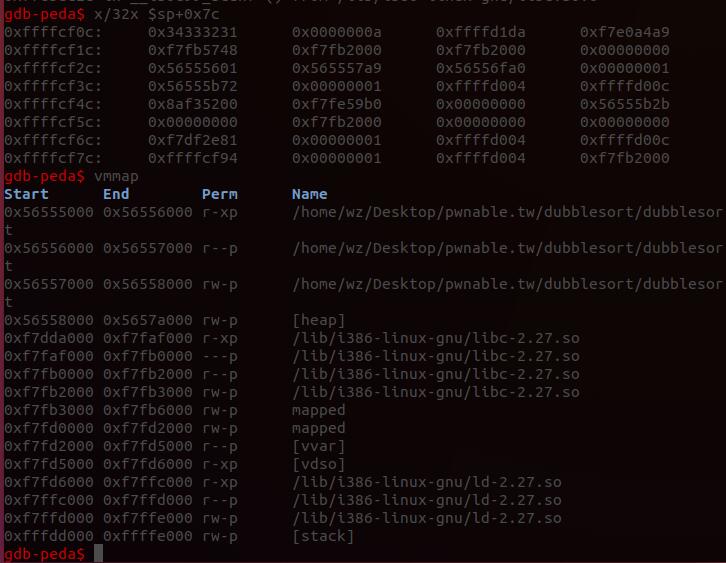 gdb-peda$ x/32x $sp+0x7c
0xffffcf0c: 0x34333231 0x0000000a 0xffffd1da 0xf7e0a4a9
0xffffcf1c: 0xf7fb5748 0xf7fb2000 0xf7fb2000 0x00000000
0xffffcf2c: 0x56555601 0x565557a9 0x56556fa0 0x00000001
0xffffcf3c: 0x56555b72 0x00000001 0xffffd004 0xffffd00c
0xffffcf4c: 0x8af35200 0xf7fe59b0 0x00000000 0x56555b2b
0xffffcf5c: 0x00000000 0xf7fb2000 0x00000000 0x00000000
0xffffcf6c: 0xf7df2e81 0x00000001 0xffffd004 0xffffd00c
0xffffcf7c: 0xffffcf94 0x00000001 0xffffd004 0xf7fb2000
gdb-peda$ vmmap
Start End Perm Name
0x56555000 0x56556000 r-xp /home/wz/Desktop/pwnable.tw/dubblesort/dubblesor
t
0x56556000 0x56557000 r--p /home/wz/Desktop/pwnable.tw/dubblesort/dubblesor
t
0x56557000 0x56558000 rw-p /home/wz/Desktop/pwnable.tw/dubblesort/dubblesor
t
0x56558000 0x5657a000 rw-p [heap]
0xf7dda000 0xf7faf000 r-xp /lib/i386-linux-gnu/libc-2.27.so
0xf7faf000 0xf7fb0000 ---p /lib/i386-linux-gnu/libc-2.27.so
0xf7fb0000 0xf7fb2000 r--p /lib/i386-linux-gnu/libc-2.27.so
0xf7fb2000 0xf7fb3000 rw-p /lib/i386-linux-gnu/libc-2.27.so
0xf7fb3000 0xf7fb6000 rw-p mapped
0xf7fd0000 0xf7fd2000 rw-p mapped
0xf7fd2000 0xf7fd5000 r--p [vvar]
0xf7fd5000 0xf7fd6000 r-xp [vdso]
0xf7fd6000 0xf7ffc000 r-xp /lib/i386-linux-gnu/ld-2.27.so
0xf7ffc000 0xf7ffd000 r--p /lib/i386-linux-gnu/ld-2.27.so
0xf7ffd000 0xf7ffe000 rw-p /lib/i386-linux-gnu/ld-2.27.so
0xfffdd000 0xffffe000 rw-p [stack]
gdb-peda$